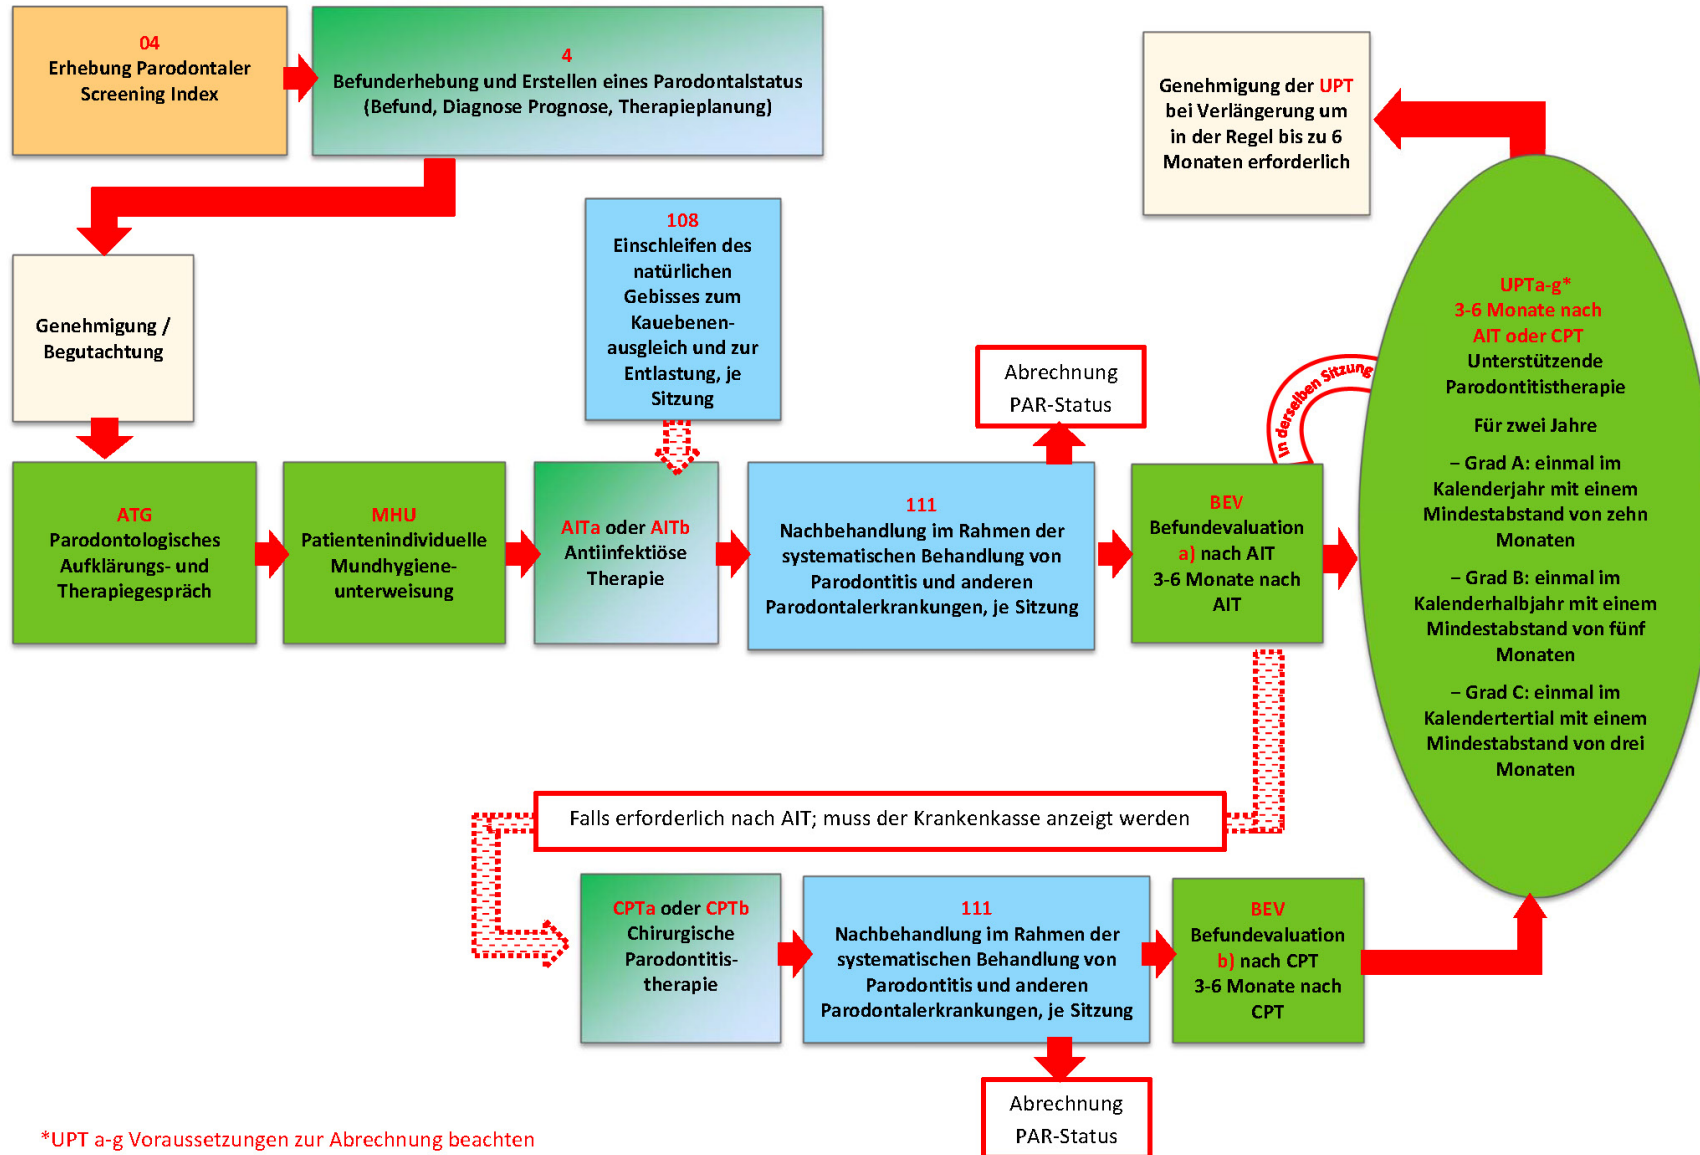 04
Erhebung Parodontaler
Screening Index
4
Befunderhebung und Erstellen eines Parodontalstatus
(Befund, Diagnose Prognose, Therapieplanung)
Genehmigung der UPT
bei Verlängerung um
in der Regel bis zu 6
Monaten erforderlich
Genehmigung /
Begutachtung
108
Einschleifen des
natürlichen
Gebisses zum
Kauebenen-
ausgleich und zur
Entlastung, je
Sitzung
Abrechnung
PAR-Status
In derselben Sitzung
UPTa-g*
3-6 Monate nach
AIT oder CPT
Unterstützende
Parodontitistherapie
Für zwei Jahre
– Grad A: einmal im
Kalenderjahr mit einem
Mindestabstand von zehn
Monaten
– Grad B: einmal im
Kalenderhalbjahr mit einem
Mindestabstand von fünf
Monaten
– Grad C: einmal im
Kalendertertial mit einem
Mindestabstand von drei
Monaten
ATG
Parodontologisches
Aufklärungs- und
Therapiegespräch
MHU
Patientenindividuelle
Mundhygiene-
unterweisung
AITa oder AITb
Antiinfektiöse
Therapie
111
Nachbehandlung im Rahmen der
systematischen Behandlung von
Parodontitis und anderen
Parodontalerkrankungen, je Sitzung
BEV
Befundevaluation
a) nach AIT
3-6 Monate nach
AIT
Falls erforderlich nach AIT; muss der Krankenkasse anzeigt werden
CPTa oder CPTb
Chirurgische
Parodontitis-
therapie
111
Nachbehandlung im Rahmen der
systematischen Behandlung von
Parodontitis und anderen
Parodontalerkrankungen, je Sitzung
BEV
Befundevaluation
b) nach CPT
3-6 Monate nach
CPT
Abrechnung
PAR-Status
*UPT a-g Voraussetzungen zur Abrechnung beachten